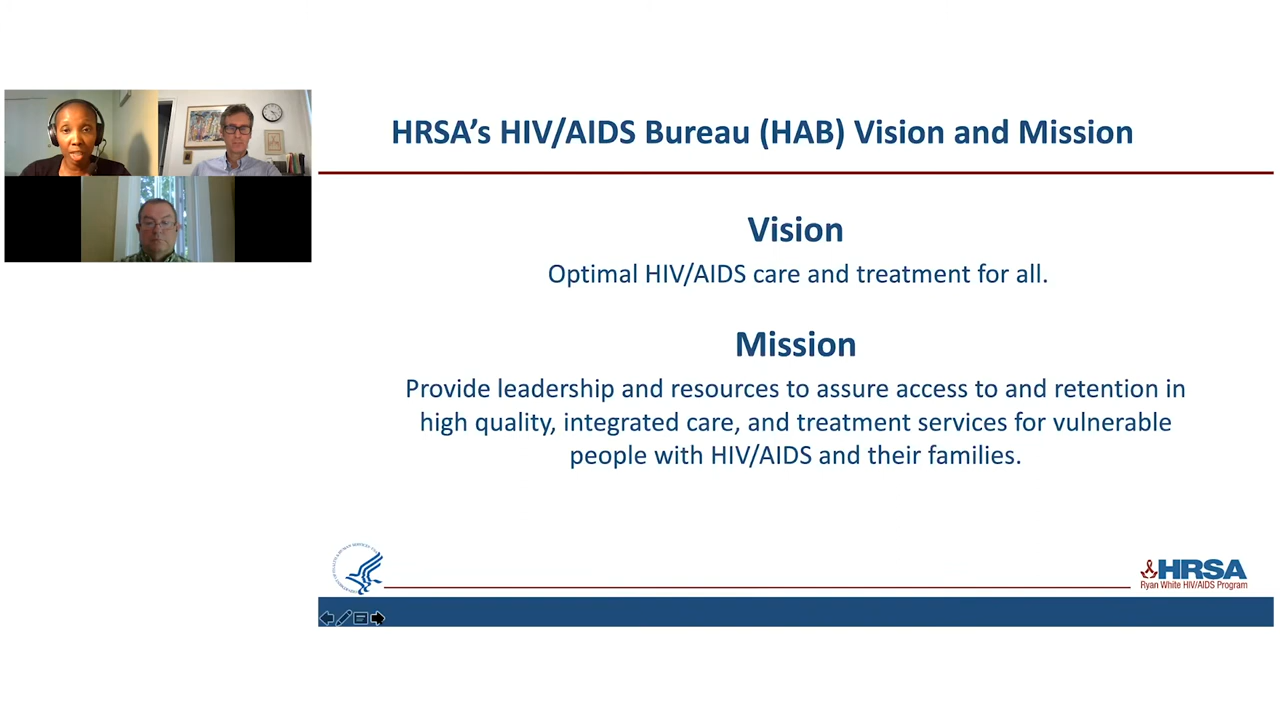 HRSA’s HIV/AIDS Bureau (HAB) Vision and Mission
Vision
Optimal HIV/AIDS care and treatment for all.
Mission
Provide leadership and resources to assure access to and retention in
high quality, integrated care, and treatment services for vulnerable
people with HIV/AIDS and their families.
HRSA
Ryan White HIV/AIDS Program